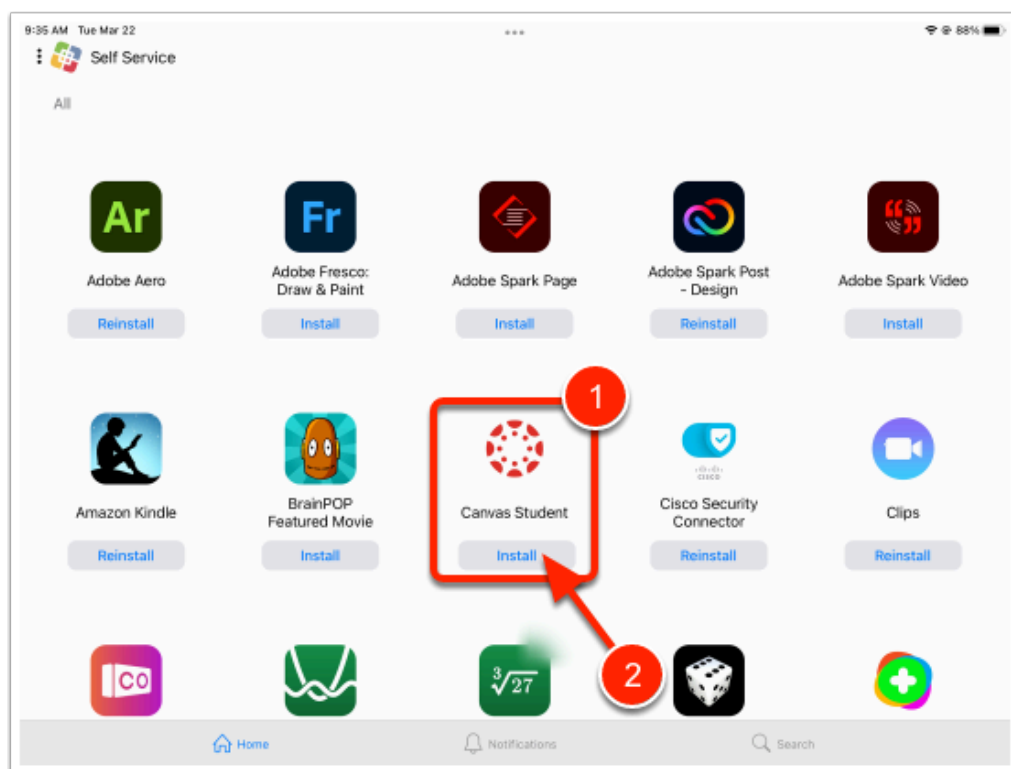 9:35 AM Tue Mar 22
88%
Self Service
All
Ar
Fr
Adobe Aero
Adobe Fresco:
Draw & Paint
Adobe Spark Page
Adobe Spark Post
- Design
Adobe Spark Video
Reinstall
Install
Install
Reinstall
Install
1
Amazon Kindle
BrainPOP
Featured Movie
Canvas Student
CISCO
Cisco Security
Connector
Clips
Reinstall
Install
Install
Reinstall
Reinstall
2
CO
3√27
Home
Notifications
Search